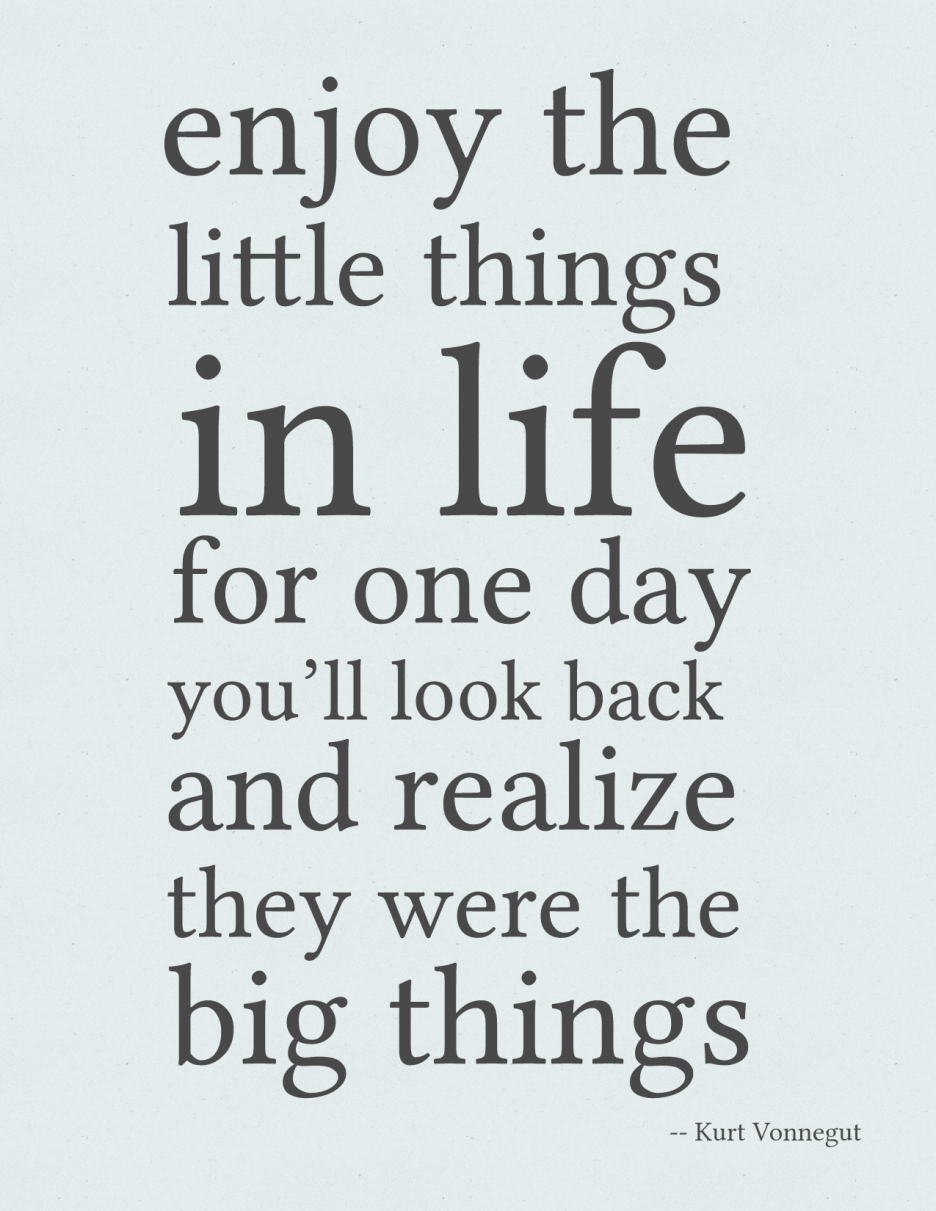 enjoy the
little things
in life
for one day
you’ll look back
and realize
they were the
big things
-- Kurt Vonnegut